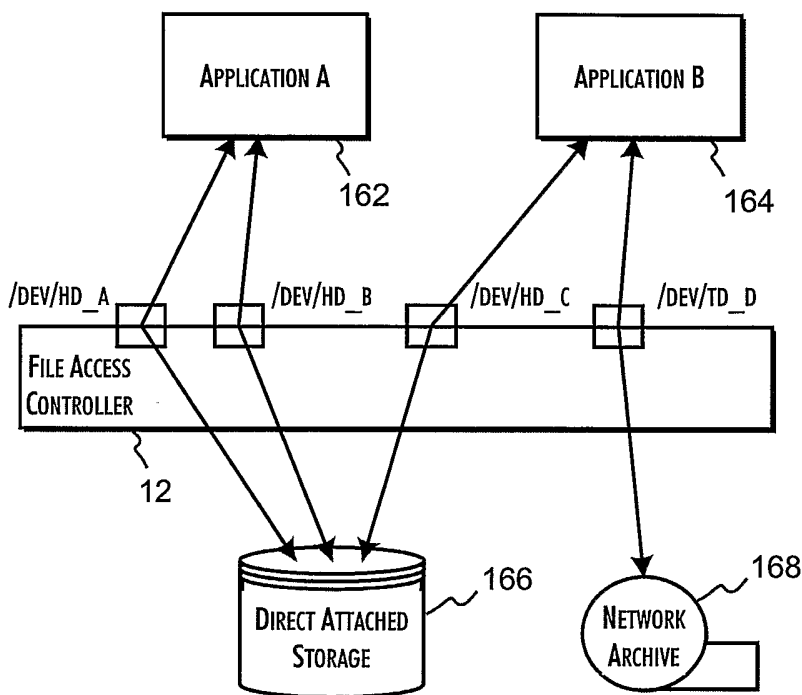 APPLICATION A
APPLICATION B
162
164
/DEV/HD_A
/DEV/HD_B
/DEV/HD_C
/DEV/TD_D
FILE ACCESS
CONTROLLER
12
166
168
DIRECT ATTACHED
STORAGE
NETWORK
ARCHIVE